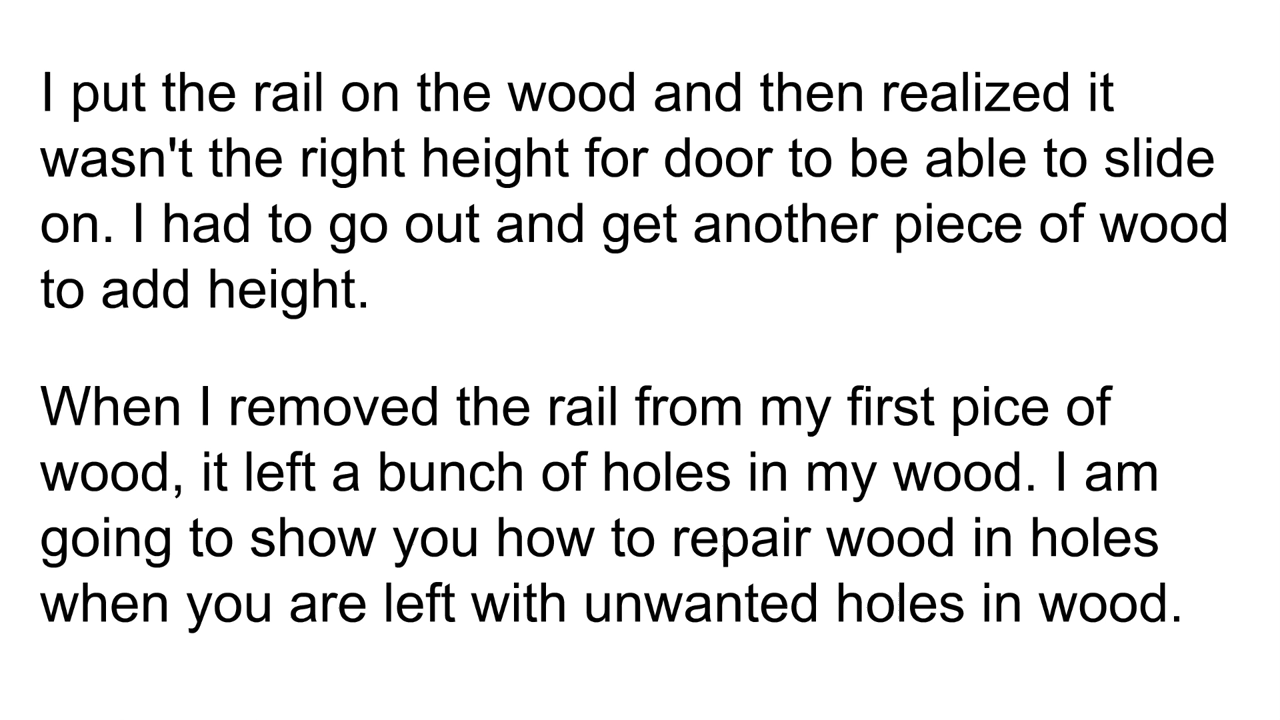 I put the rail on the wood and then realized it
wasn't the right height for door to be able to slide
on. I had to go out and get another piece of wood
to add height.
When I removed the rail from my first pice of
wood, it left a bunch of holes in my wood. I am
going to show you how to repair wood in holes
when you are left with unwanted holes in wood.